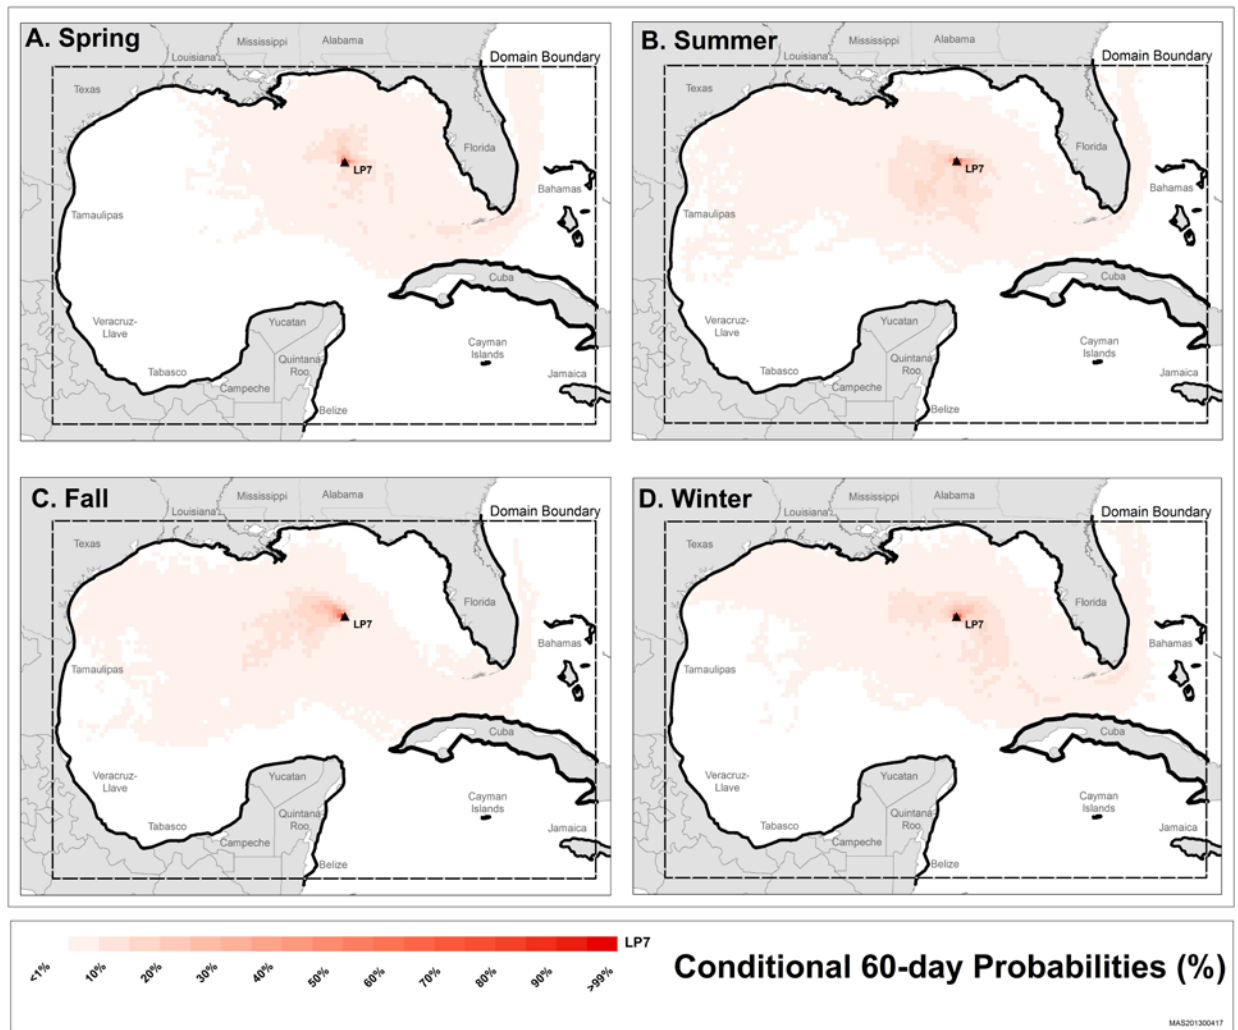 A. Spring
Mississippi
Alabama
Louisiana
Domain Boundary
Texas
Florida
LP7
Bahamas
Tamaulipas
Cuba
Veracruz-
Llave
Yucatan
Cayman
Islands
Quintana
Roo
Tabasco
Campeche
Jamaica
Belize
B. Summer
Mississippi
Alabama
Louisiana
Domain Boundary
Texas
Florida
LP7
Bahamas
Tamaulipas
Cuba
Veracruz-
Llave
Yucatan
Cayman
Islands
Quintana
Roo
Tabasco
Campeche
Jamaica
Belize
C. Fall
Mississippi
Alabama
Louisiana
Domain Boundary
Texas
Florida
LP7
Bahamas
Tamaulipas
Cuba
Veracruz-
Llave
Yucatan
Cayman
Islands
Quintana
Roo
Tabasco
Campeche
Jamaica
Belize
D. Winter
Mississippi
Alabama
Louisiana
Domain Boundary
Texas
Florida
LP7
Bahamas
Tamaulipas
Cuba
Veracruz-
Llave
Yucatan
Cayman
Islands
Quintana
Roo
Tabasco
Campeche
Jamaica
Belize
LP7
<1% 10% 20% 30% 40% 50% 60% 70% 80% 90% >99%
Conditional 60-day Probabilities (%)
MAS201300417